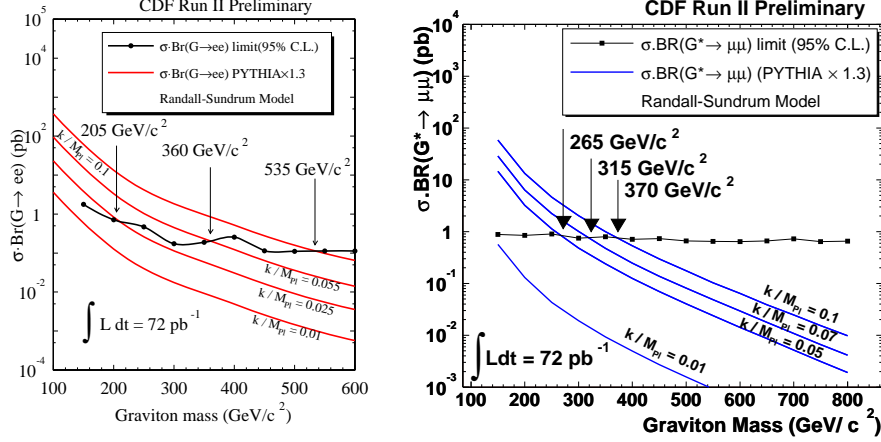 CDF Run II Preliminary
σ·Br(G→ee) (pb)
10^5
10^2
1
10^-2
10^-4
σ·Br(G→ee) limit(95% C.L.)
σ·Br(G→ee) PYTHIA×1.3
Randall-Sundrum Model
205 GeV/c^2
360 GeV/c^2
535 GeV/c^2
k / M_Pl = 0.1
k / M_Pl = 0.055
k / M_Pl = 0.025
k / M_Pl = 0.01
∫ L dt = 72 pb^-1
100 200 300 400 500 600
Graviton mass (GeV/c^2)
CDF Run II Preliminary
σ.BR(G*→ μμ) (pb)
10^4
10^3
10^2
10
1
10^-1
10^-2
10^-3
σ.BR(G*→ μμ) limit (95% C.L.)
σ.BR(G*→ μμ) (PYTHIA × 1.3)
Randall-Sundrum Model
265 GeV/c^2
315 GeV/c^2
370 GeV/c^2
k / M_Pl = 0.1
k / M_Pl = 0.07
k / M_Pl = 0.05
k / M_Pl = 0.01
∫ Ldt = 72 pb^-1
100 200 300 400 500 600 700 800
Graviton Mass (GeV/ c^2)